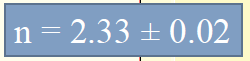 n = 2.33 ± 0.02